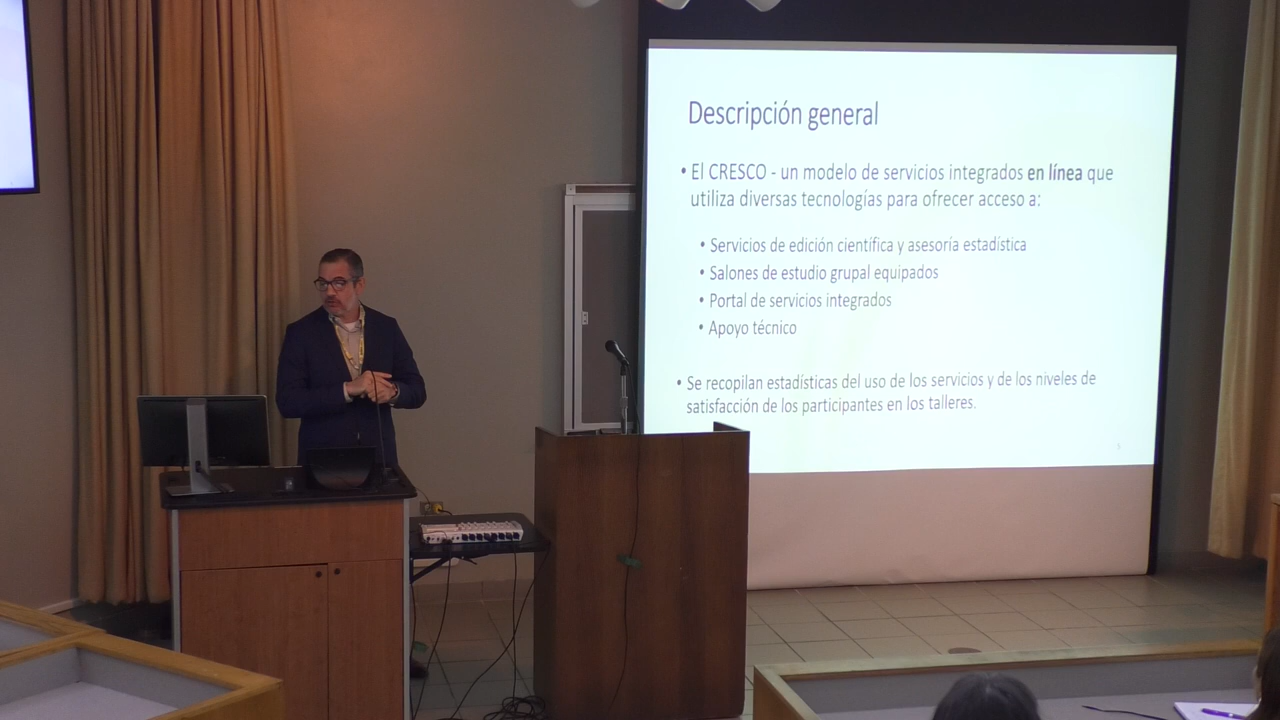 Descripción general
• El CRESCO - un modelo de servicios integrados en línea que
utiliza diversas tecnologías para ofrecer acceso a:
• Servicios de edición científica y asesoría estadística
• Salones de estudio grupal equipados
• Portal de servicios integrados
• Apoyo técnico
• Se recopilan estadísticas del uso de los servicios y de los niveles de
satisfacción de los participantes en los talleres.